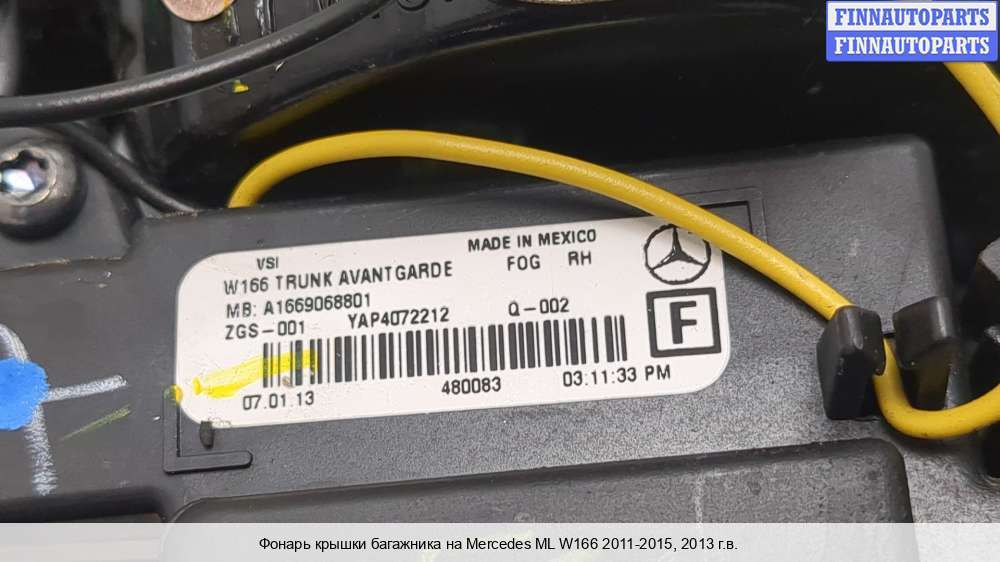 FINNAUTOPARTS
FINNAUTOPARTS
VSI
MADE IN MEXICO
W166 TRUNK AVANTGARDE
FOG RH
MB: A1669068801
ZGS-001 YAP4072212 Q-002
F
07.01.13 480083 03:11:33 PM
Фонарь крышки багажника на Mercedes ML W166 2011-2015, 2013 г.в.